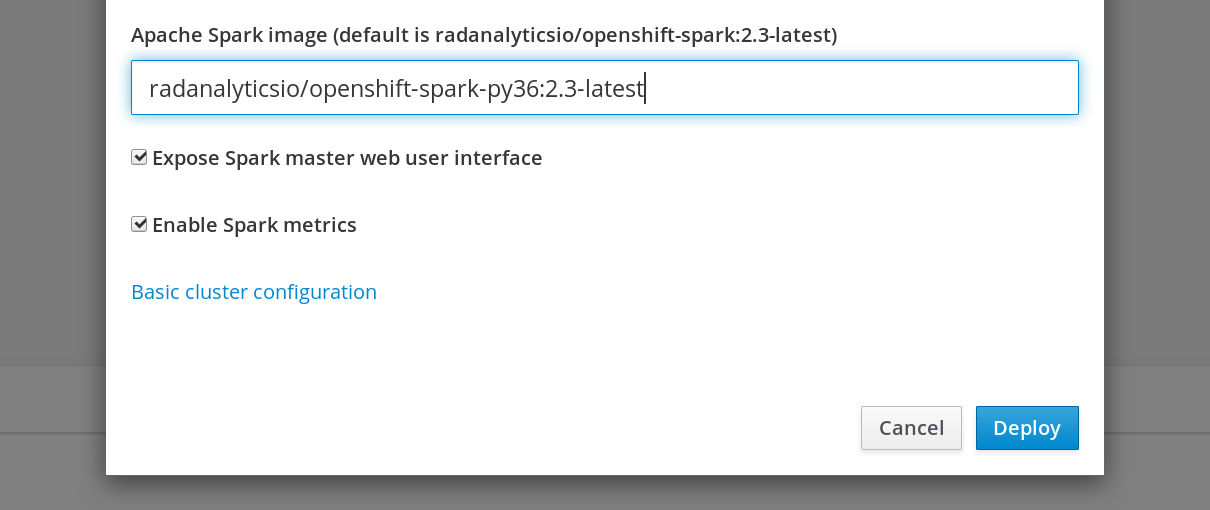 Apache Spark image (default is radanalyticsio/openshift-spark:2.3-latest)
radanalyticsio/openshift-spark-py36:2.3-latest
Expose Spark master web user interface
Enable Spark metrics
Basic cluster configuration
Cancel Deploy